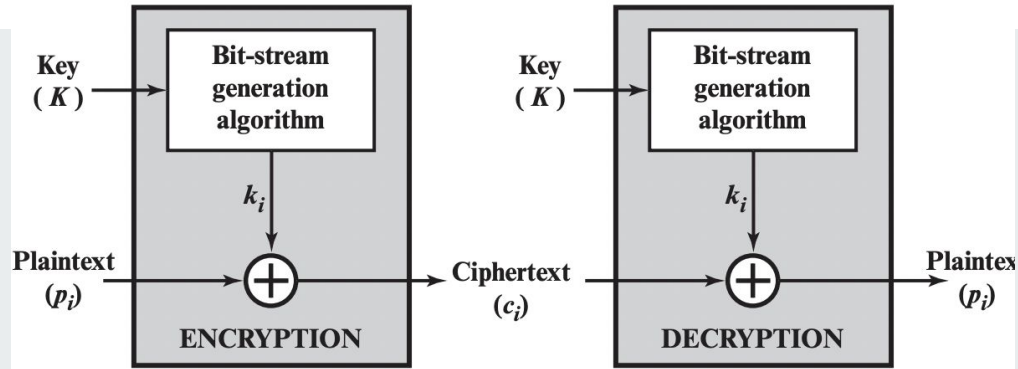 Key
( K )
Bit-stream
generation
algorithm
k_i
Plaintext
(p_i)
ENCRYPTION
Ciphertext
(c_i)
Key
( K )
Bit-stream
generation
algorithm
k_i
DECRYPTION
Plaintex
(p_i)